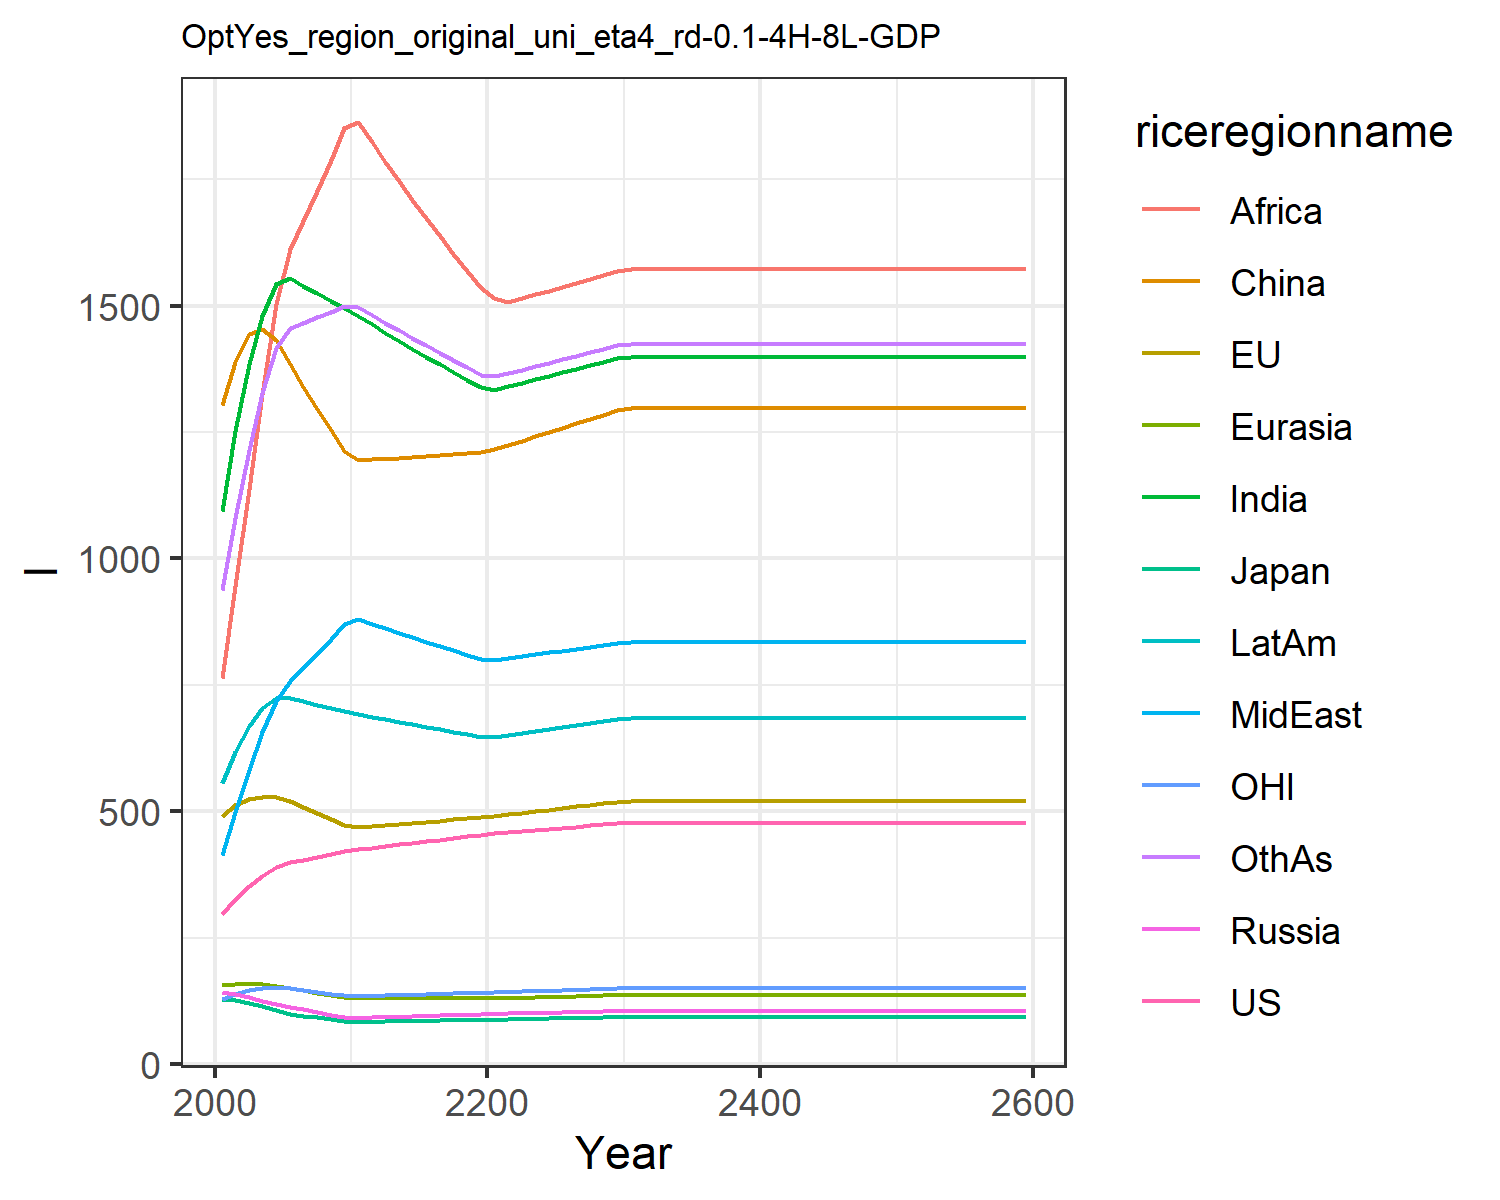 OptYes_region_original_uni_eta4_rd-0.1-4H-8L-GDP
1500
1000
500
0
l
2000 2200 2400 2600
Year
riceregionname
Africa
China
EU
Eurasia
India
Japan
LatAm
MidEast
OHI
OthAs
Russia
US